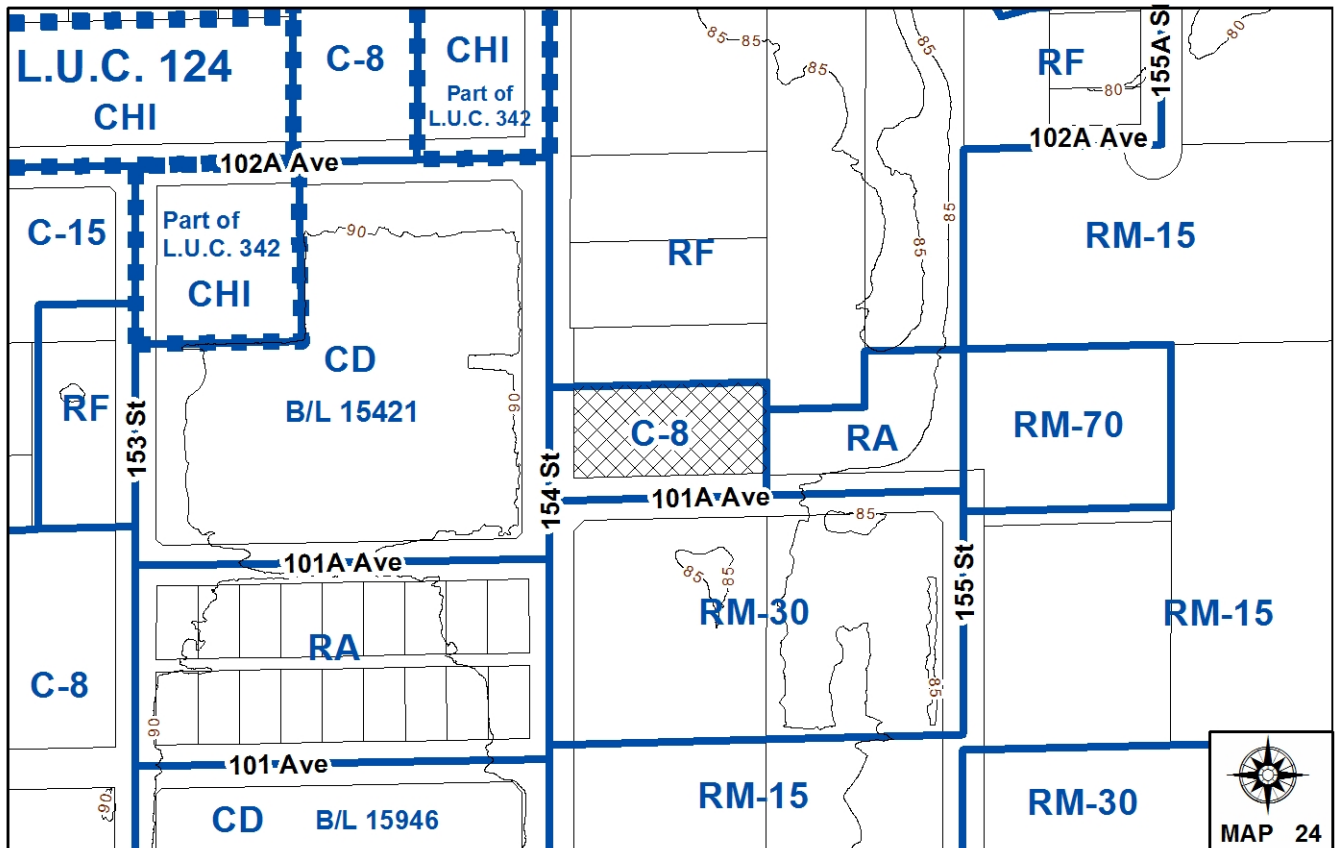 L.U.C. 124
CHI
C-8
CHI
Part of
L.U.C. 342
85
85
85
85
RF
80
155A St
80
102A Ave
102A Ave
C-15
Part of
L.U.C. 342
CHI
90
RF
85
85
RM-15
RF
153 St
CD
B/L 15421
90
154 St
C-8
RA
RM-70
101A Ave
85
101A Ave
85
85
RM-30
155 St
RM-15
RA
C-8
90
85
101 Ave
90
CD
B/L 15946
RM-15
RM-30
MAP 24